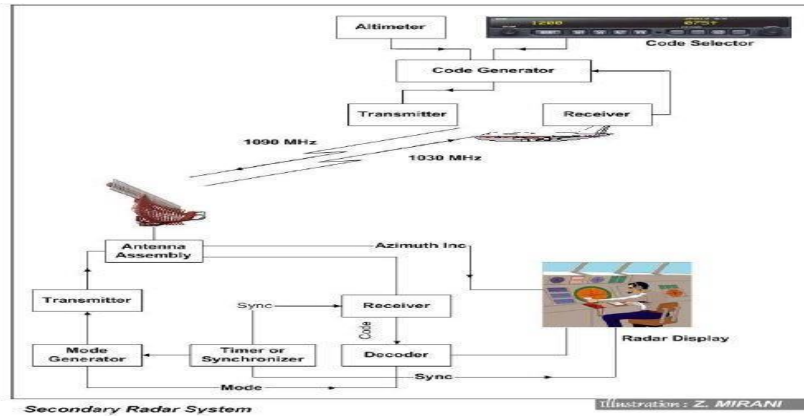 Altimeter
1200
Code Selector
Code Generator
Transmitter
Receiver
1090 MHz
1030 MHz
Antenna
Assembly
Azimuth Inc
Transmitter
Sync
Receiver
Code
Radar Display
Mode
Generator
Timer or
Synchronizer
Decoder
Mode
Sync
Secondary Radar System
Illustration : Z. MIRANI